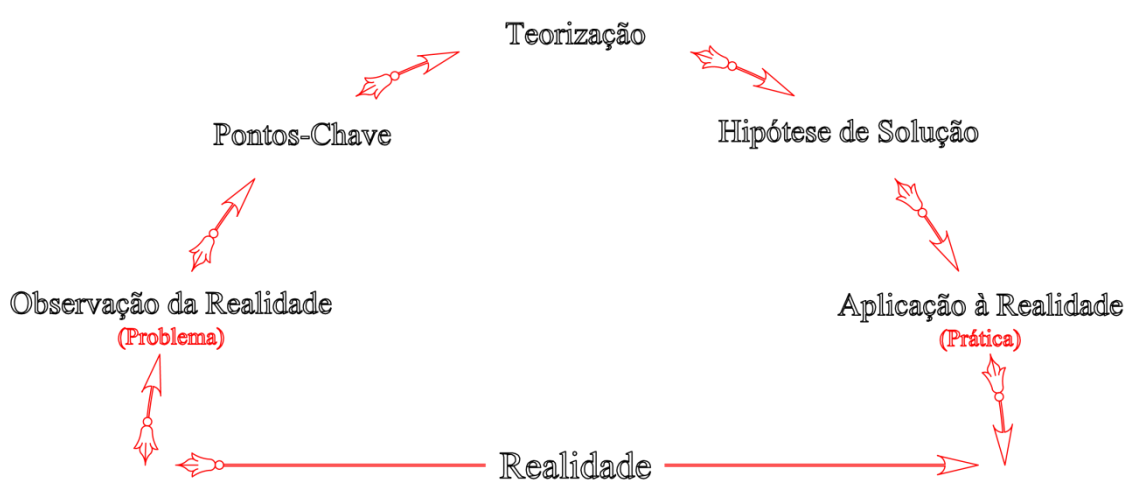 Teorização
Pontos-Chave
Hipótese de Solução
Observação da Realidade
(Problema)
Aplicação à Realidade
(Prática)
Realidade